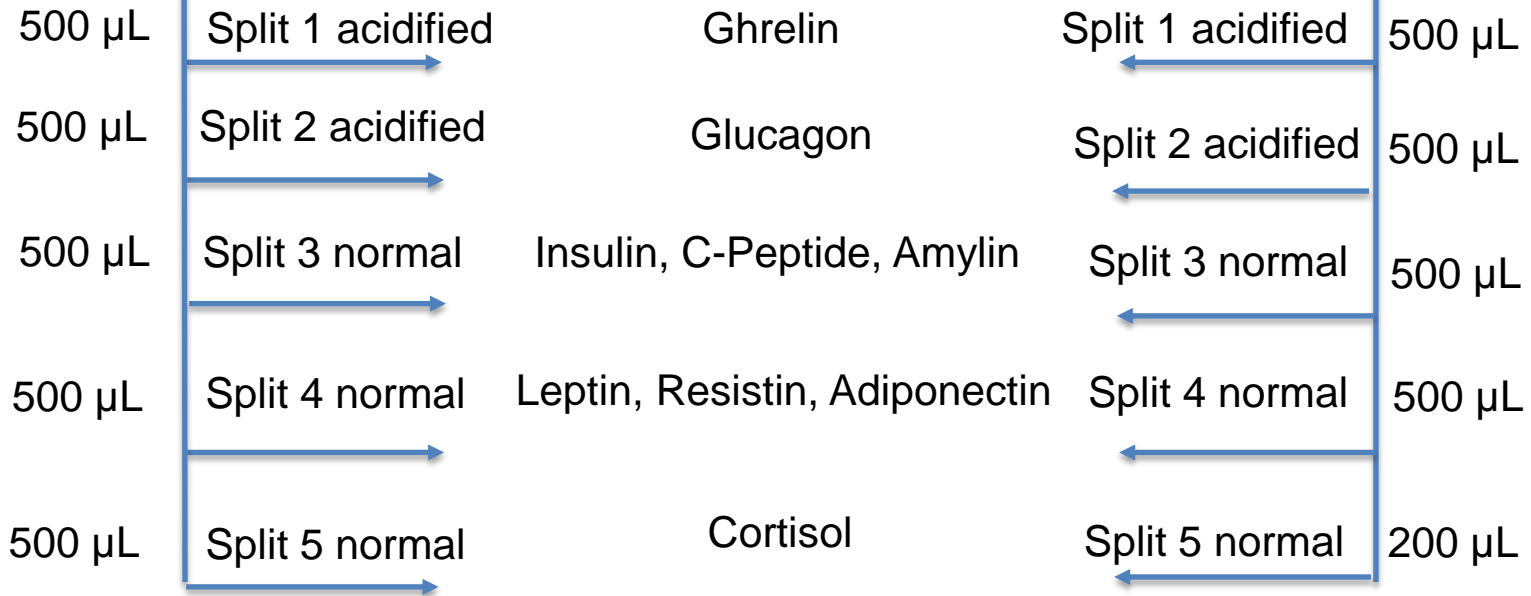 500 µL Split 1 acidified Ghrelin Split 1 acidified 500 µL
500 µL Split 2 acidified Glucagon Split 2 acidified 500 µL
500 µL Split 3 normal Insulin, C-Peptide, Amylin Split 3 normal 500 µL
500 µL Split 4 normal Leptin, Resistin, Adiponectin Split 4 normal 500 µL
500 µL Split 5 normal Cortisol Split 5 normal 200 µL